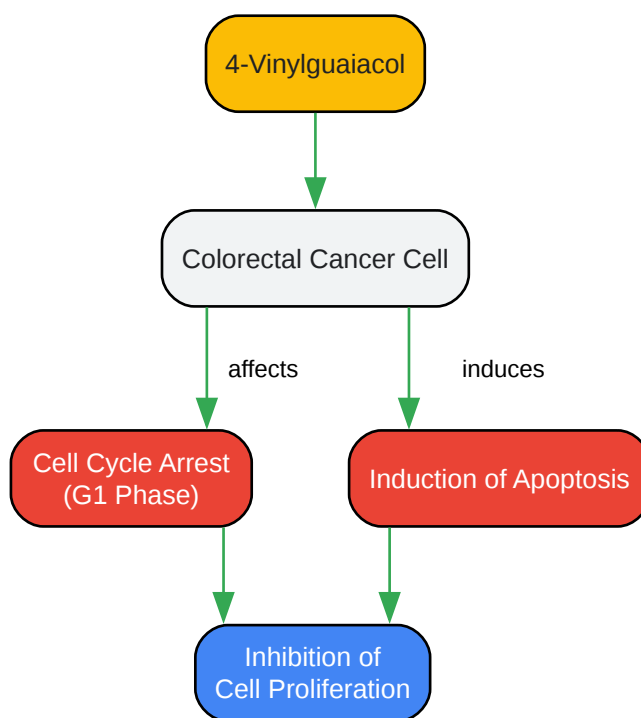 4-Vinylguaiacol
Colorectal Cancer Cell
affects
induces
Cell Cycle Arrest
(G1 Phase)
Induction of Apoptosis
Inhibition of
Cell Proliferation